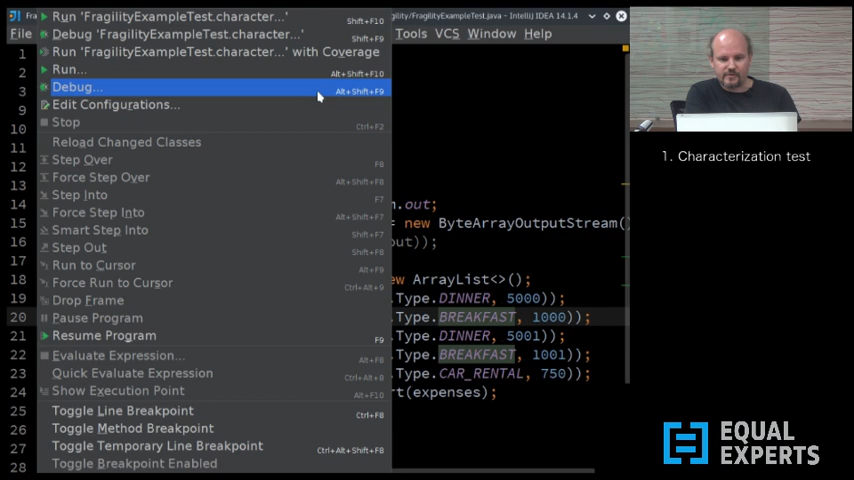 Fra
gility/FragilityExampleTest.java - IntelliJ IDEA 14.1.4
File
Tools VCS Window Help
Run 'FragilityExampleTest.character...' Shift+F10
Debug 'FragilityExampleTest.character...' Shift+F9
Run 'FragilityExampleTest.character...' with Coverage
Run... Alt+Shift+F10
Debug... Alt+Shift+F9
Edit Configurations...
Stop Ctrl+F2
Reload Changed Classes
Step Over F8
Force Step Over Alt+Shift+F8
Step Into F7
Force Step Into Alt+Shift+F7
Smart Step Into Shift+F7
Step Out Shift+F8
Run to Cursor Alt+F9
Force Run to Cursor Ctrl+Alt+9
Drop Frame
Pause Program
Resume Program F9
Evaluate Expression... Alt+F8
Quick Evaluate Expression Ctrl+Alt+8
Show Execution Point Alt+F10
Toggle Line Breakpoint Ctrl+F8
Toggle Method Breakpoint
Toggle Temporary Line Breakpoint Ctrl+Alt+Shift+F8
Toggle Breakpoint Enabled
1
2
3
9
10
11
12
13
14 m.out;
15 = new ByteArrayOutputStream()
16 out));
17
18 ew ArrayList<>();
19 .Type.DINNER, 5000));
20 .Type.BREAKFAST, 1000));
21 .Type.DINNER, 5001));
22 .Type.BREAKFAST, 1001));
23 .Type.CAR_RENTAL, 750));
24 rt(expenses);
25
26
27
28
1. Characterization test
EQUAL
EXPERTS